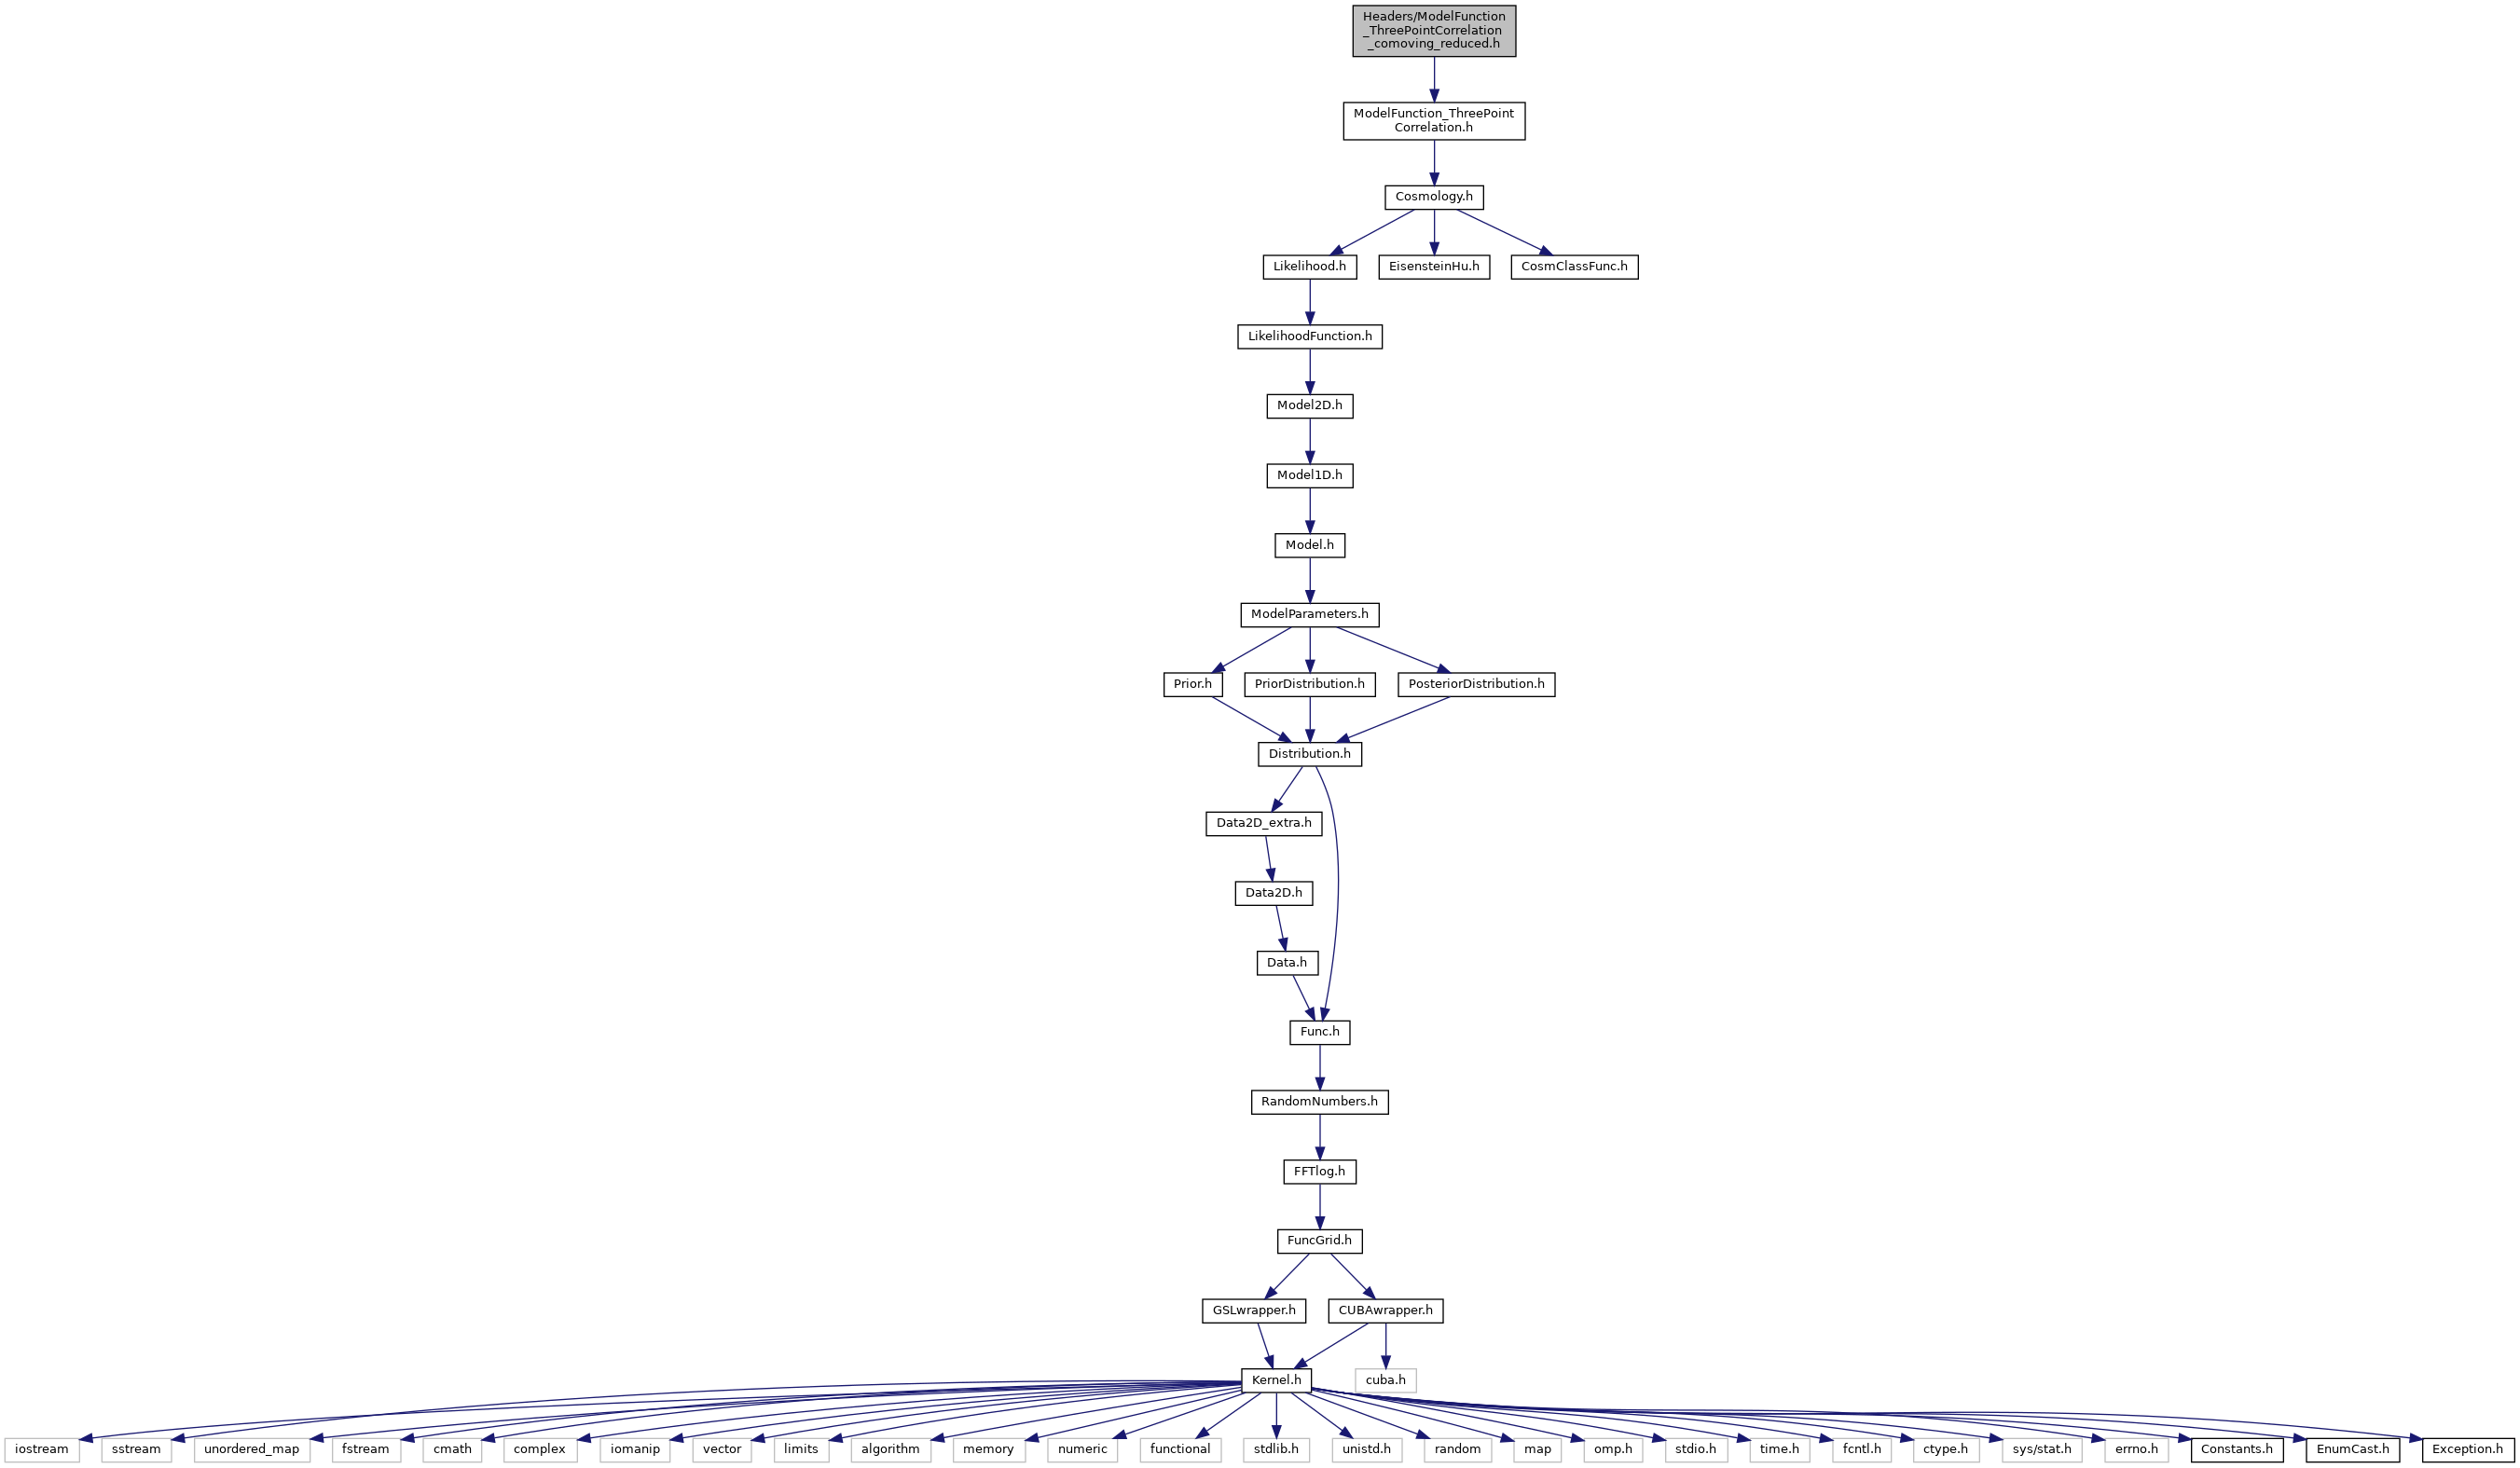 Headers/ModelFunction
_ThreePointCorrelation
_comoving_reduced.h
ModelFunction_ThreePoint
Correlation.h
Cosmology.h
Likelihood.h
EisensteinHu.h
CosmClassFunc.h
LikelihoodFunction.h
Model2D.h
Model1D.h
Model.h
ModelParameters.h
Prior.h
PriorDistribution.h
PosteriorDistribution.h
Distribution.h
Data2D_extra.h
Data2D.h
Data.h
Func.h
RandomNumbers.h
FFTlog.h
FuncGrid.h
GSLwrapper.h
CUBAwrapper.h
Kernel.h
cuba.h
iostream
sstream
unordered_map
fstream
cmath
complex
iomanip
vector
limits
algorithm
memory
numeric
functional
stdlib.h
unistd.h
random
map
omp.h
stdio.h
time.h
fcntl.h
ctype.h
sys/stat.h
errno.h
Constants.h
EnumCast.h
Exception.h